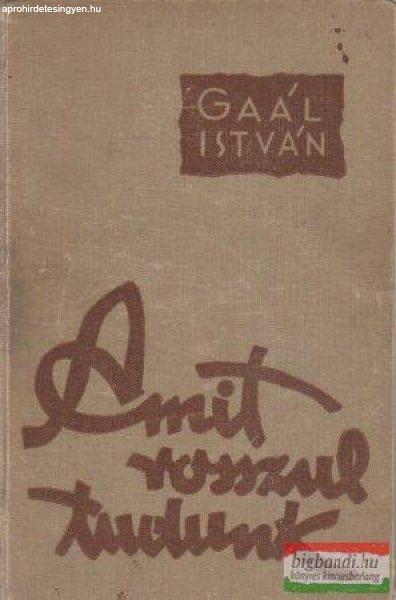 aprohirdetesingyen.hu
GAÁL
ISTVÁN
Amit
rosszul
tudunk
bigbandi.hu
könyves kincsesbarlang